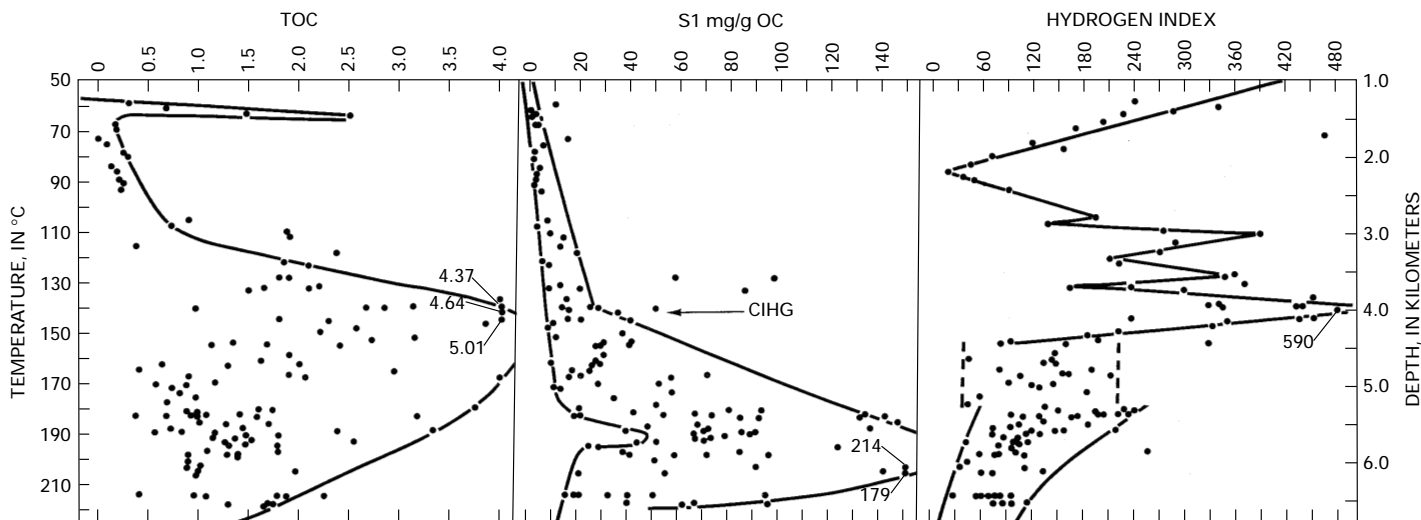 TOC
S1 mg/g OC
HYDROGEN INDEX
0 0.5 1.0 1.5 2.0 2.5 3.0 3.5 4.0
0 20 40 60 80 100 120 140
0 60 120 180 240 300 360 420 480
TEMPERATURE, IN °C
50
70
90
110
130
150
170
190
210
4.37
4.64
5.01
CIHG
214
179
590
1.0
2.0
3.0
4.0
5.0
6.0
DEPTH, IN KILOMETERS